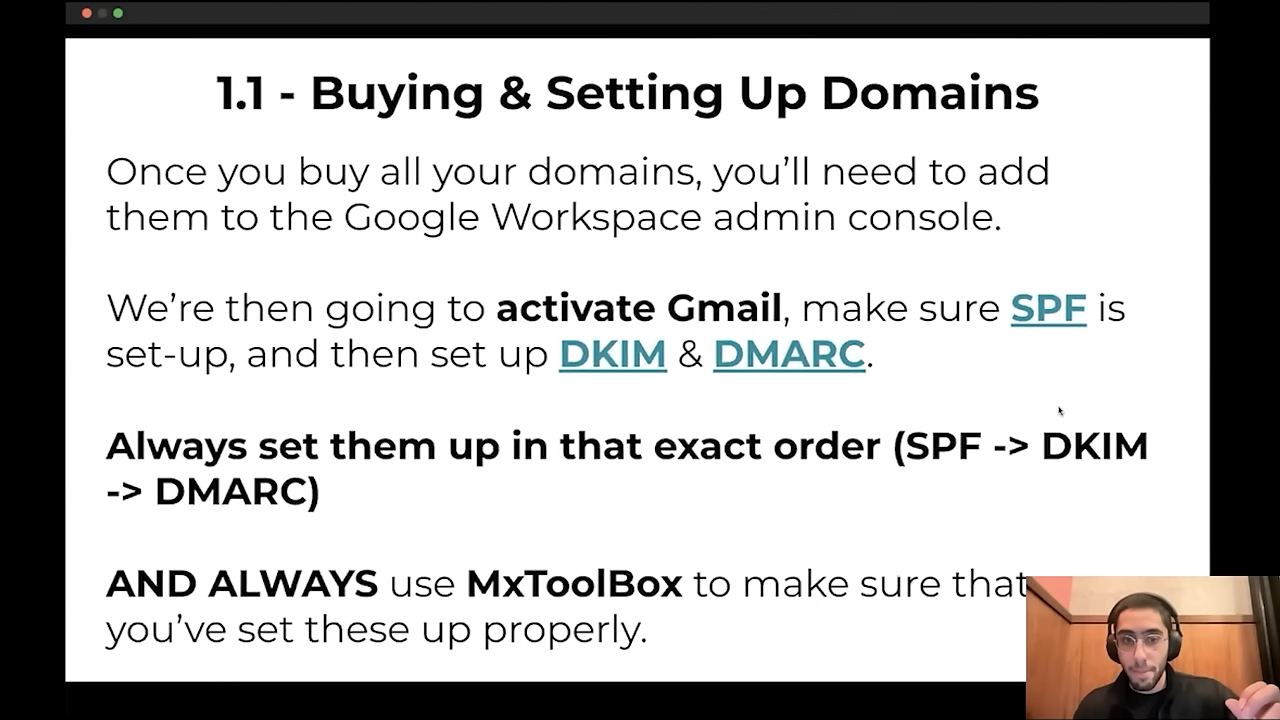 1.1 - Buying & Setting Up Domains
Once you buy all your domains, you'll need to add
them to the Google Workspace admin console.
We're then going to activate Gmail, make sure SPF is
set-up, and then set up DKIM & DMARC.
Always set them up in that exact order (SPF -> DKIM
-> DMARC)
AND ALWAYS use MxToolBox to make sure that
you've set these up properly.